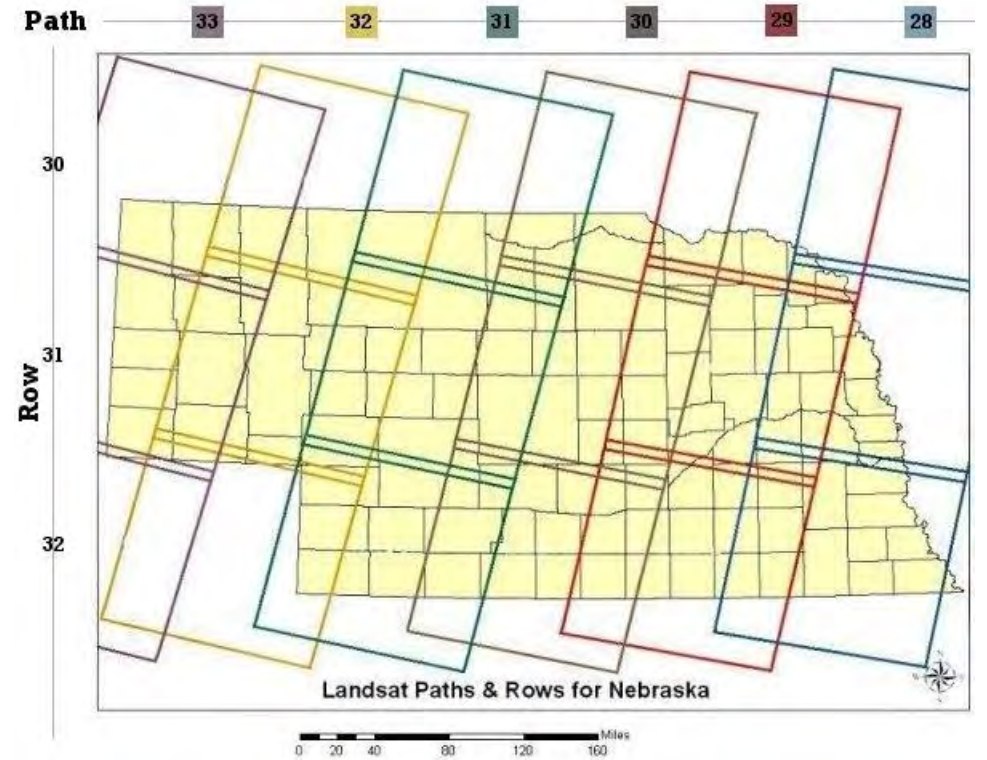 Path 33 32 31 30 29 28
30
31
Row
32
Landsat Paths & Rows for Nebraska
Miles
0 20 40 80 120 160